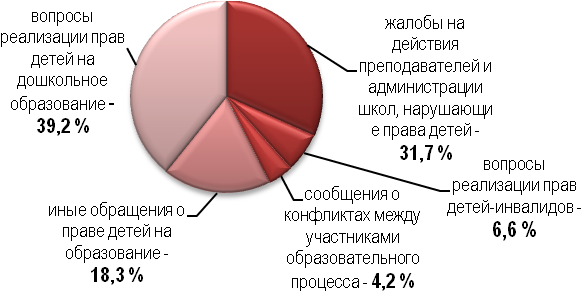 вопросы
реализации прав
детей на
дошкольное
образование -
39,2 %
жалобы на
действия
преподавателей и
администрации
школ, нарушающи
е права детей -
31,7 %
вопросы
реализации прав
детей-инвалидов -
6,6 %
сообщения о
конфликтах между
участниками
образовательного
процесса - 4,2 %
иные обращения о
праве детей на
образование -
18,3 %